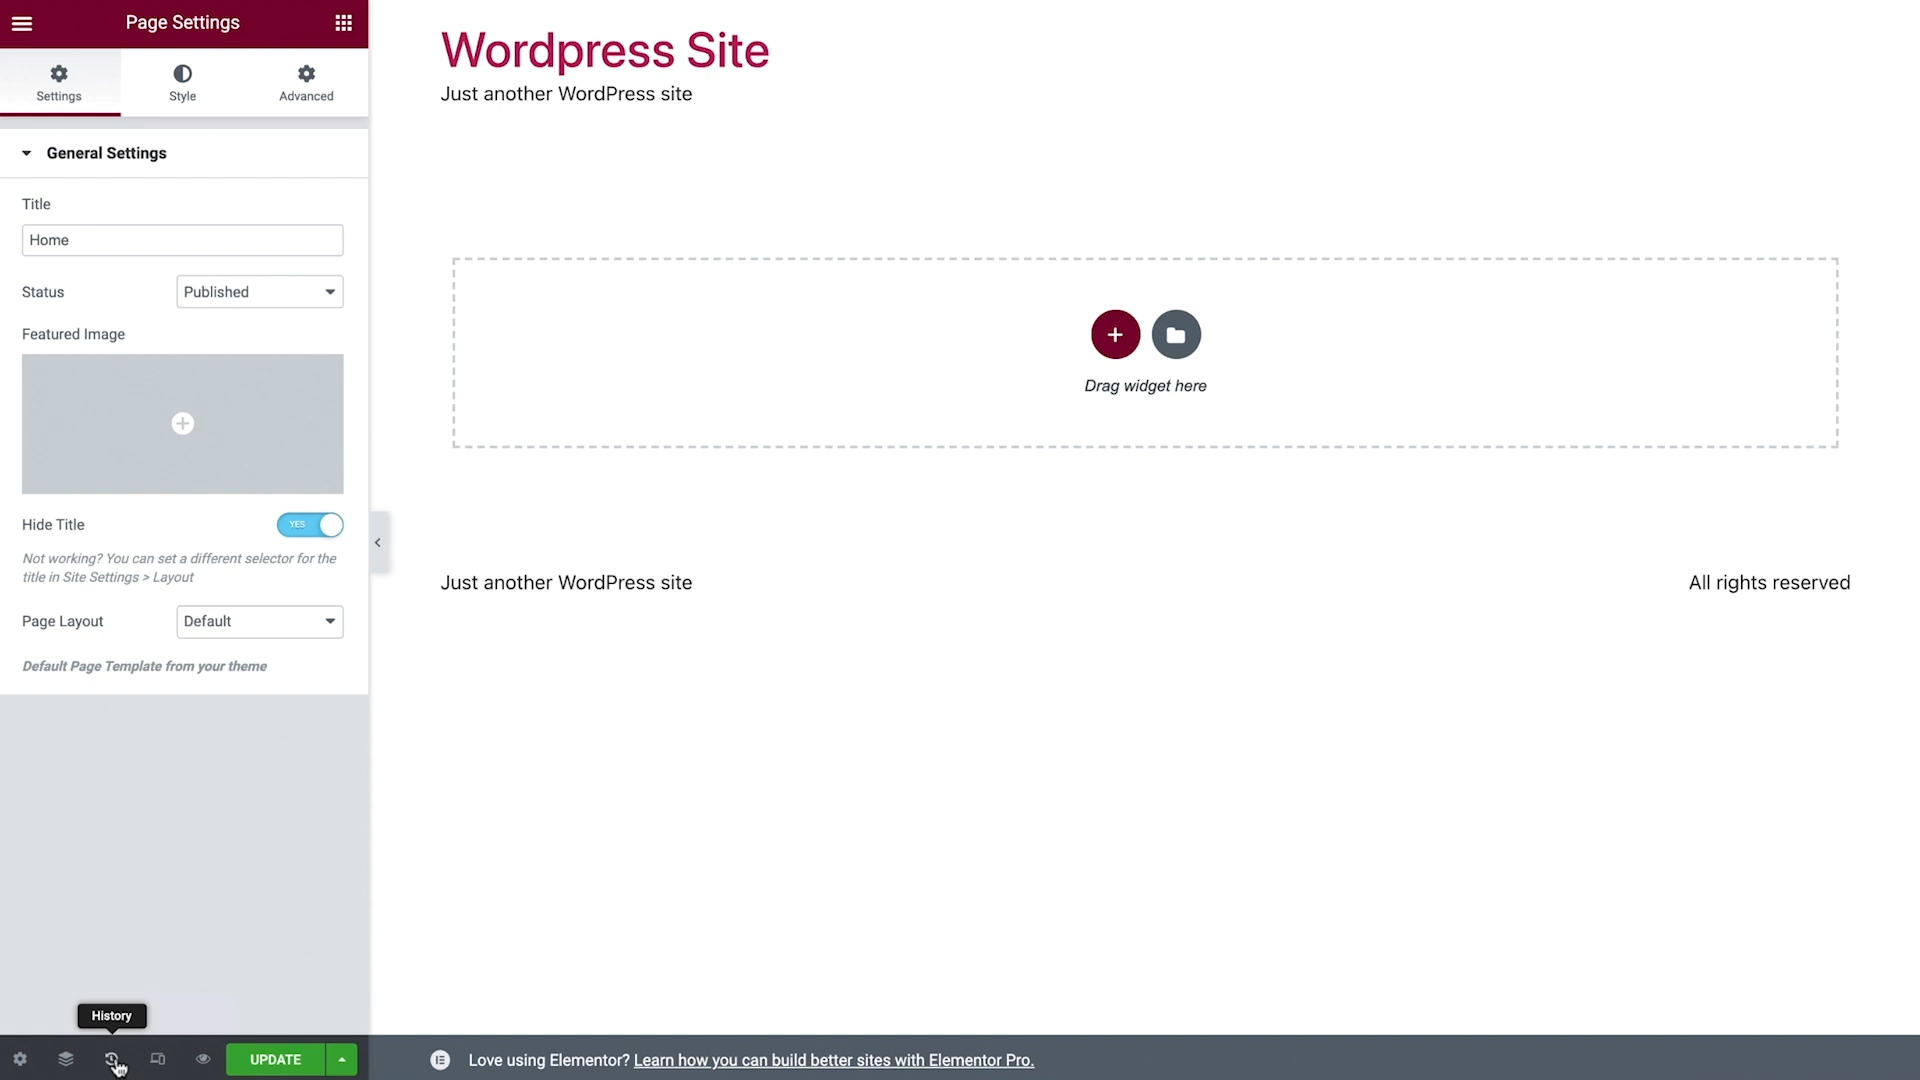 Page Settings
Settings
Style
Advanced
General Settings
Title
Home
Status
Published
Featured Image
Hide Title
YES
Not working? You can set a different selector for the
title in Site Settings > Layout
Page Layout
Default
Default Page Template from your theme
History
UPDATE
Wordpress Site
Just another WordPress site
Drag widget here
Just another WordPress site
All rights reserved
Love using Elementor? Learn how you can build better sites with Elementor Pro.